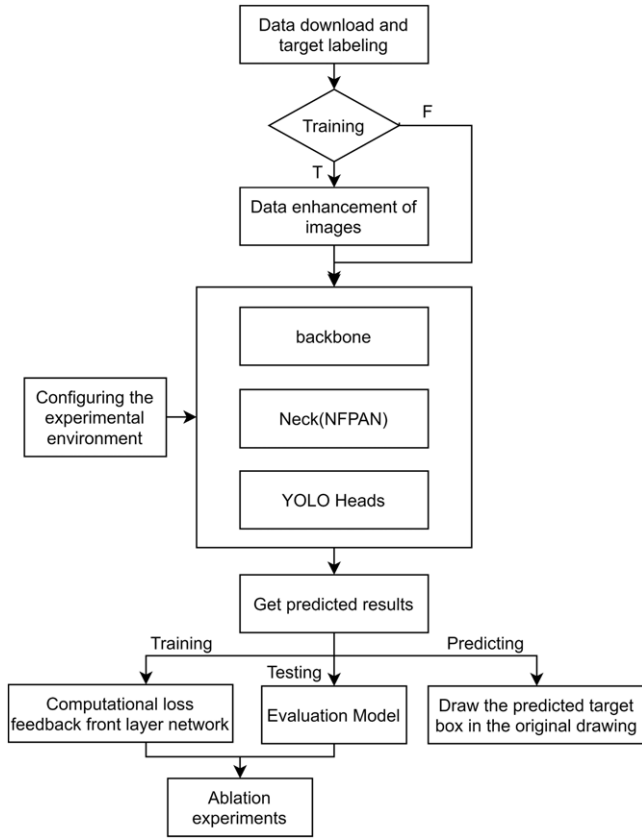 Data download and
target labeling
Training
F
T
Data enhancement of
images
backbone
Configuring the
experimental
environment
Neck(NFPAN)
YOLO Heads
Get predicted results
Training
Testing
Predicting
Computational loss
feedback front layer network
Evaluation Model
Draw the predicted target
box in the original drawing
Ablation
experiments